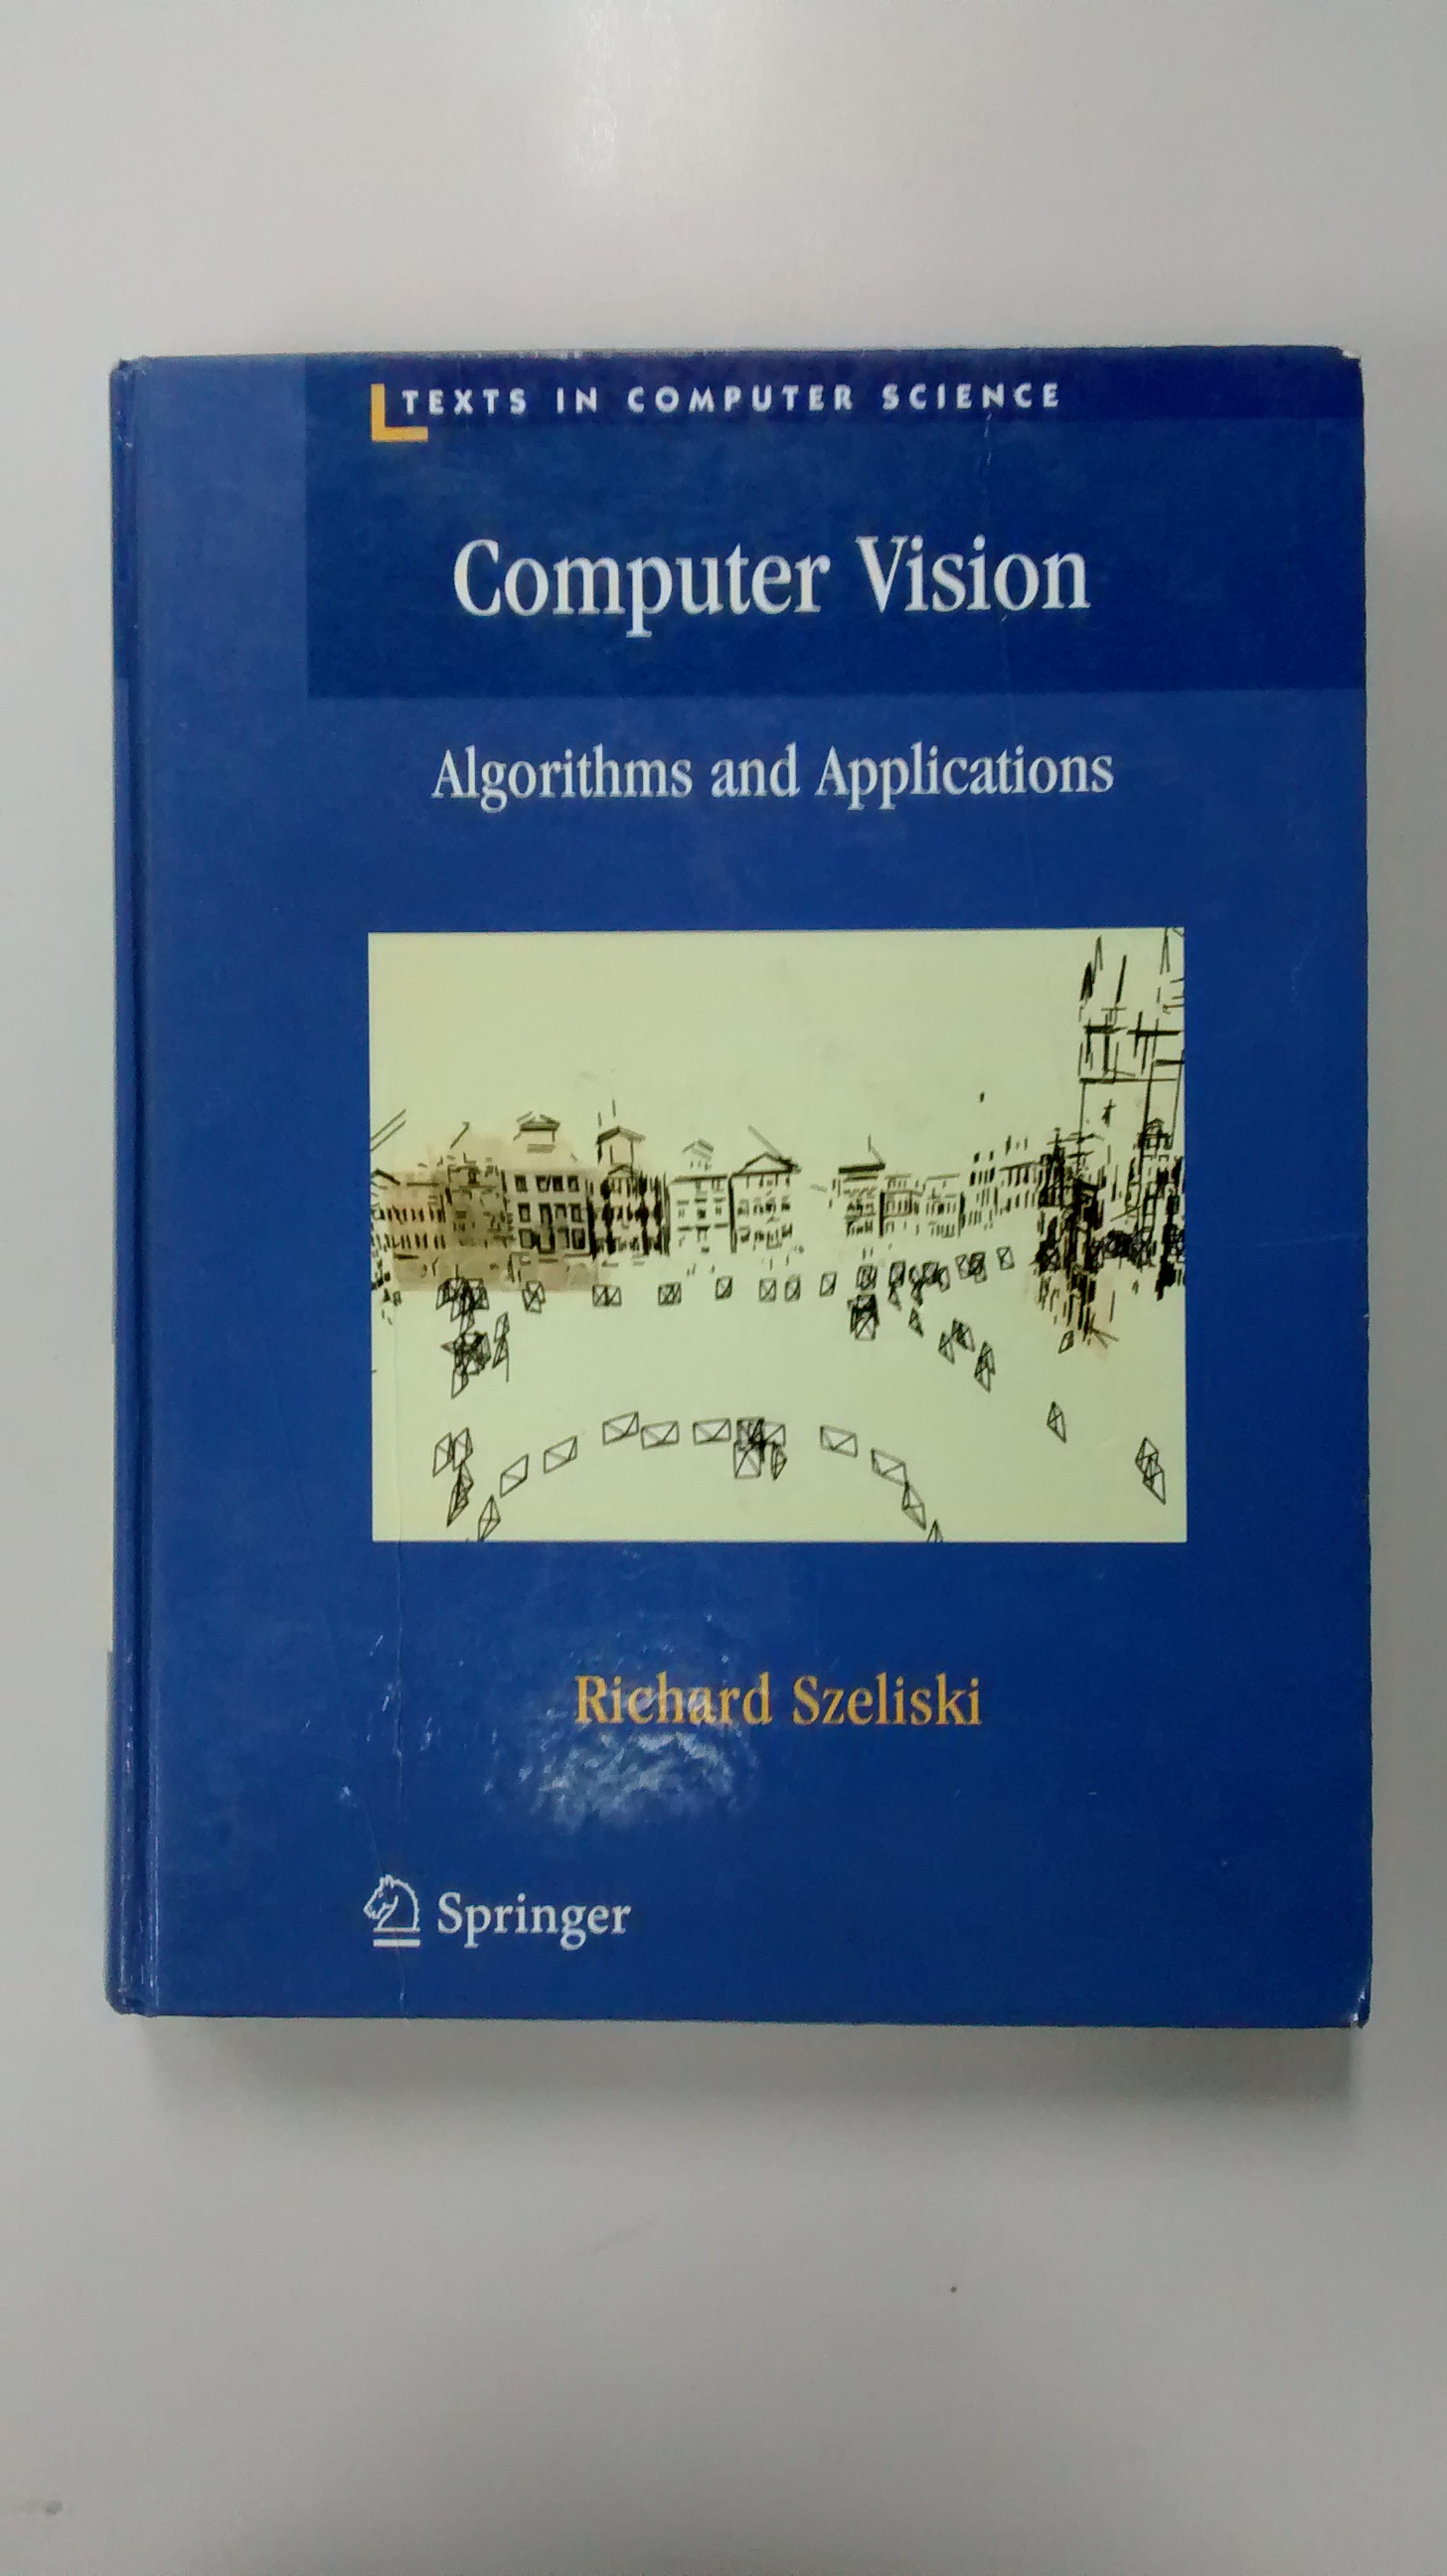 TEXTS IN COMPUTER SCIENCE
Computer Vision
Algorithms and Applications
Richard Szeliski
Springer